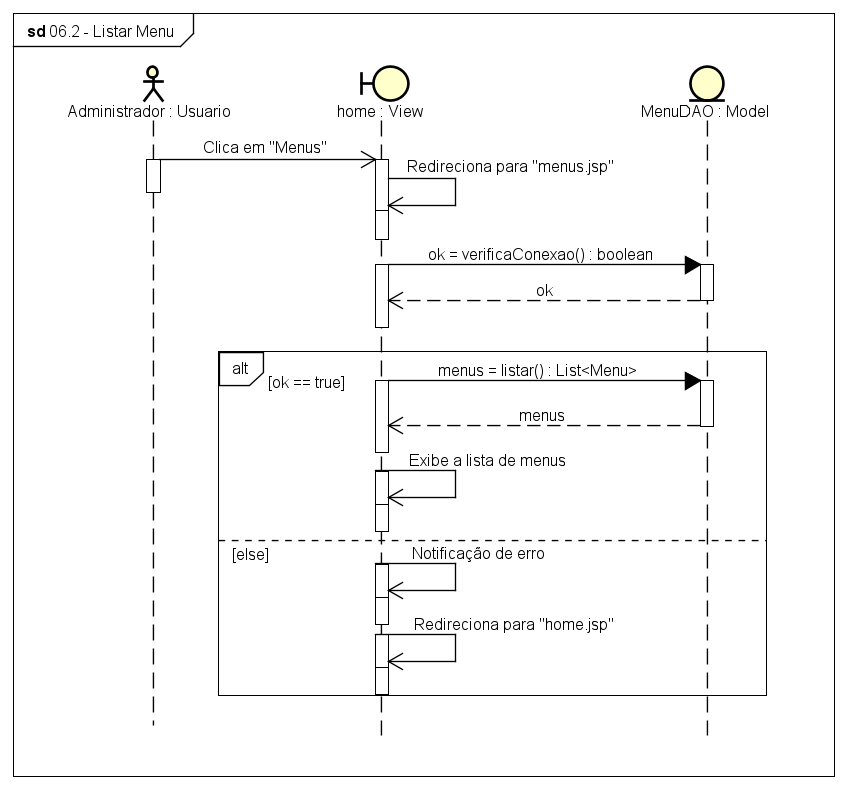 sd 06.2 - Listar Menu
Administrador : Usuario
home : View
MenuDAO : Model
Clica em "Menus"
Redireciona para "menus.jsp"
ok = verificaConexao() : boolean
ok
alt
[ok == true]
menus = listar() : List<Menu>
menus
Exibe a lista de menus
[else]
Notificação de erro
Redireciona para "home.jsp"